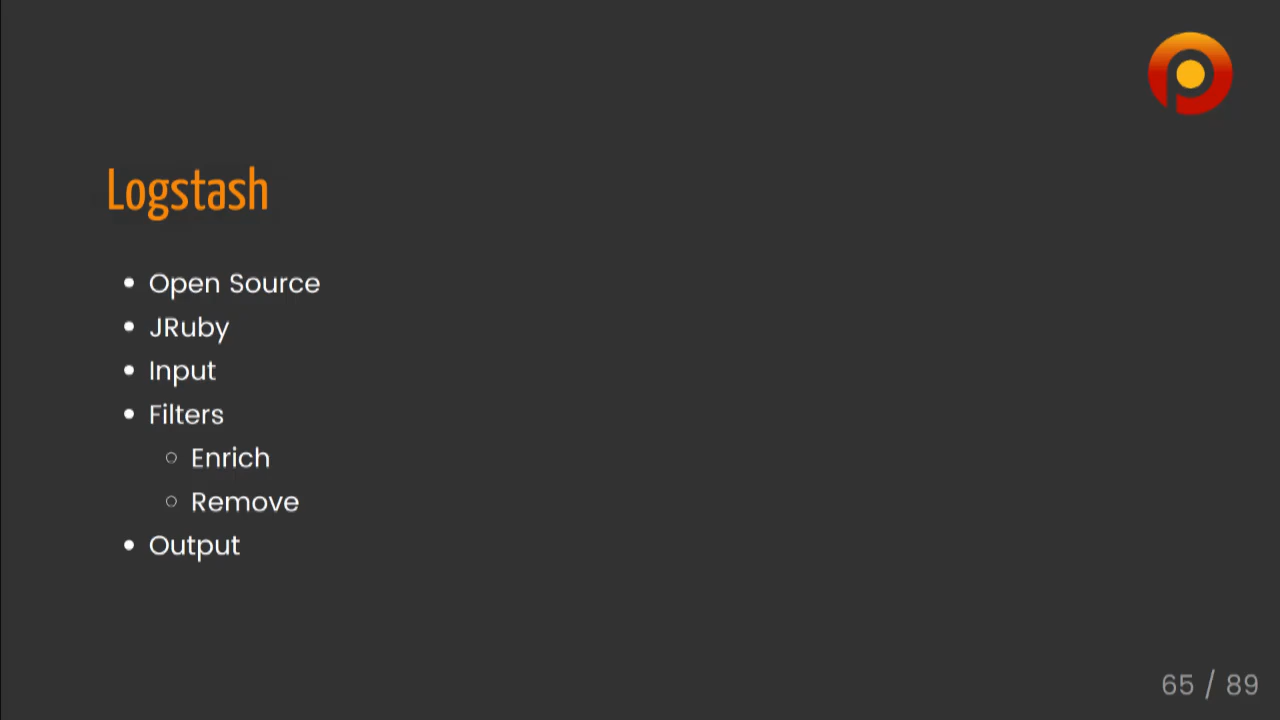 Logstash
Open Source
JRuby
Input
Filters
Enrich
Remove
Output
65 / 89